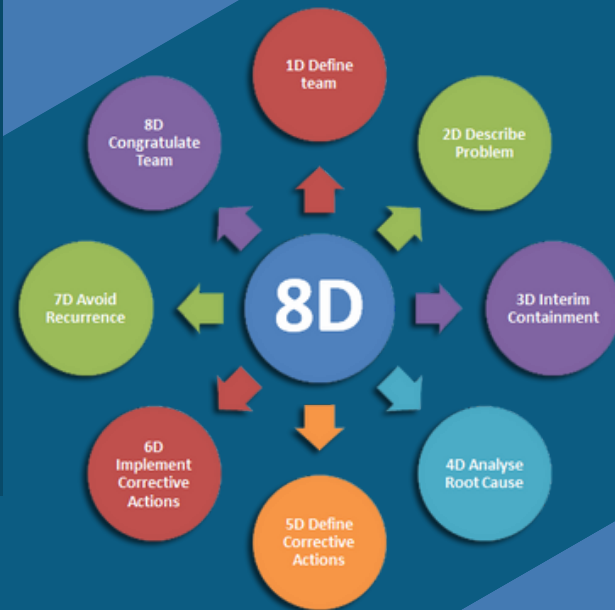 1D Define
team
2D Describe
Problem
3D Interim
Containment
4D Analyse
Root Cause
5D Define
Corrective
Actions
6D
Implement
Corrective
Actions
7D Avoid
Recurrence
8D
Congratulate
Team
8D